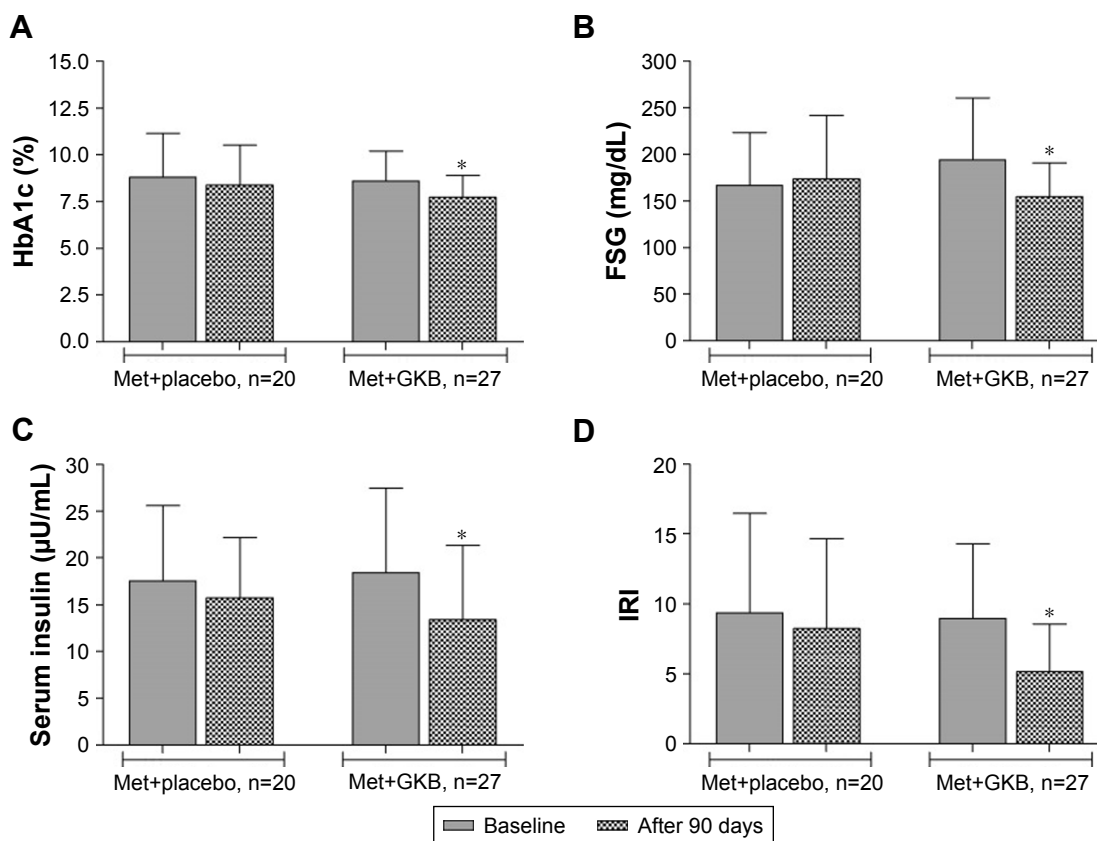 A
HbA1c (%)
15.0
12.5
10.0
7.5
5.0
2.5
0.0
*
Met+placebo, n=20
Met+GKB, n=27
B
FSG (mg/dL)
300
250
200
150
100
50
0
*
Met+placebo, n=20
Met+GKB, n=27
C
Serum insulin (µU/mL)
30
25
20
15
10
5
0
*
Met+placebo, n=20
Met+GKB, n=27
D
IRI
20
15
10
5
0
*
Met+placebo, n=20
Met+GKB, n=27
Baseline
After 90 days